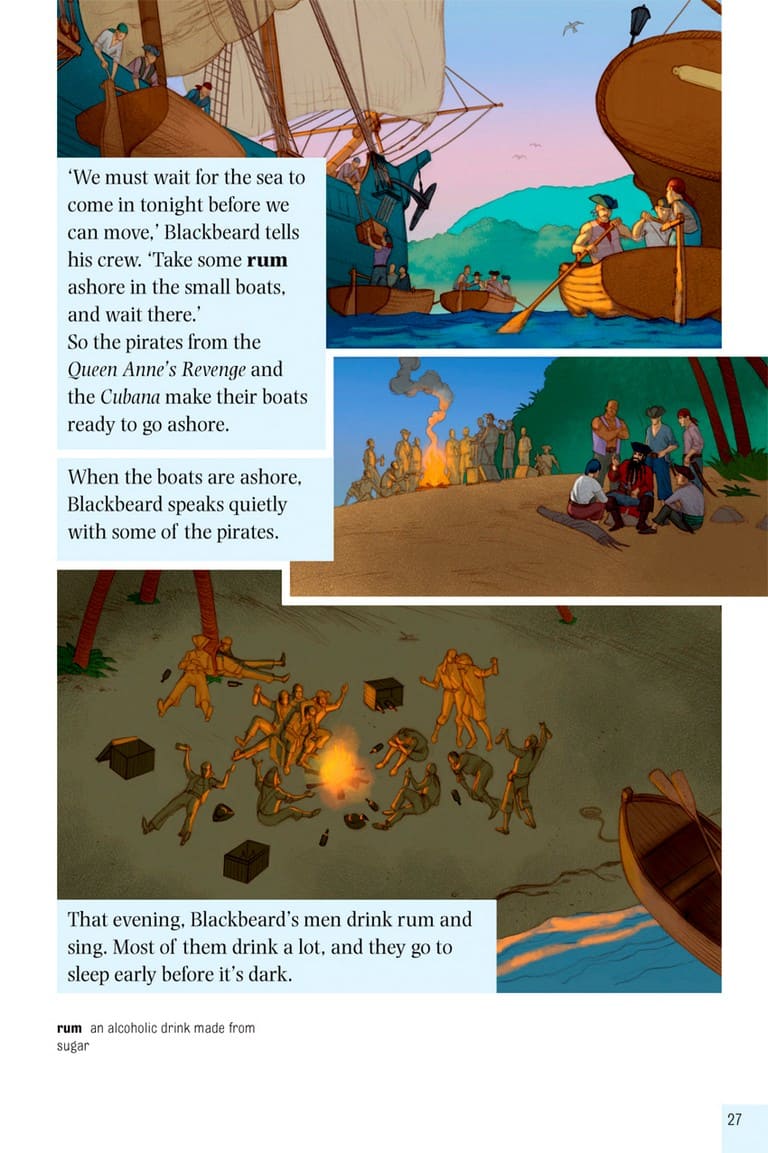 ‘We must wait for the sea to
come in tonight before we
can move,’ Blackbeard tells
his crew. ‘Take some rum
ashore in the small boats,
and wait there.’
So the pirates from the
Queen Anne’s Revenge and
the Cubana make their boats
ready to go ashore.
When the boats are ashore,
Blackbeard speaks quietly
with some of the pirates.
That evening, Blackbeard’s men drink rum and
sing. Most of them drink a lot, and they go to
sleep early before it’s dark.
rum an alcoholic drink made from
sugar
27